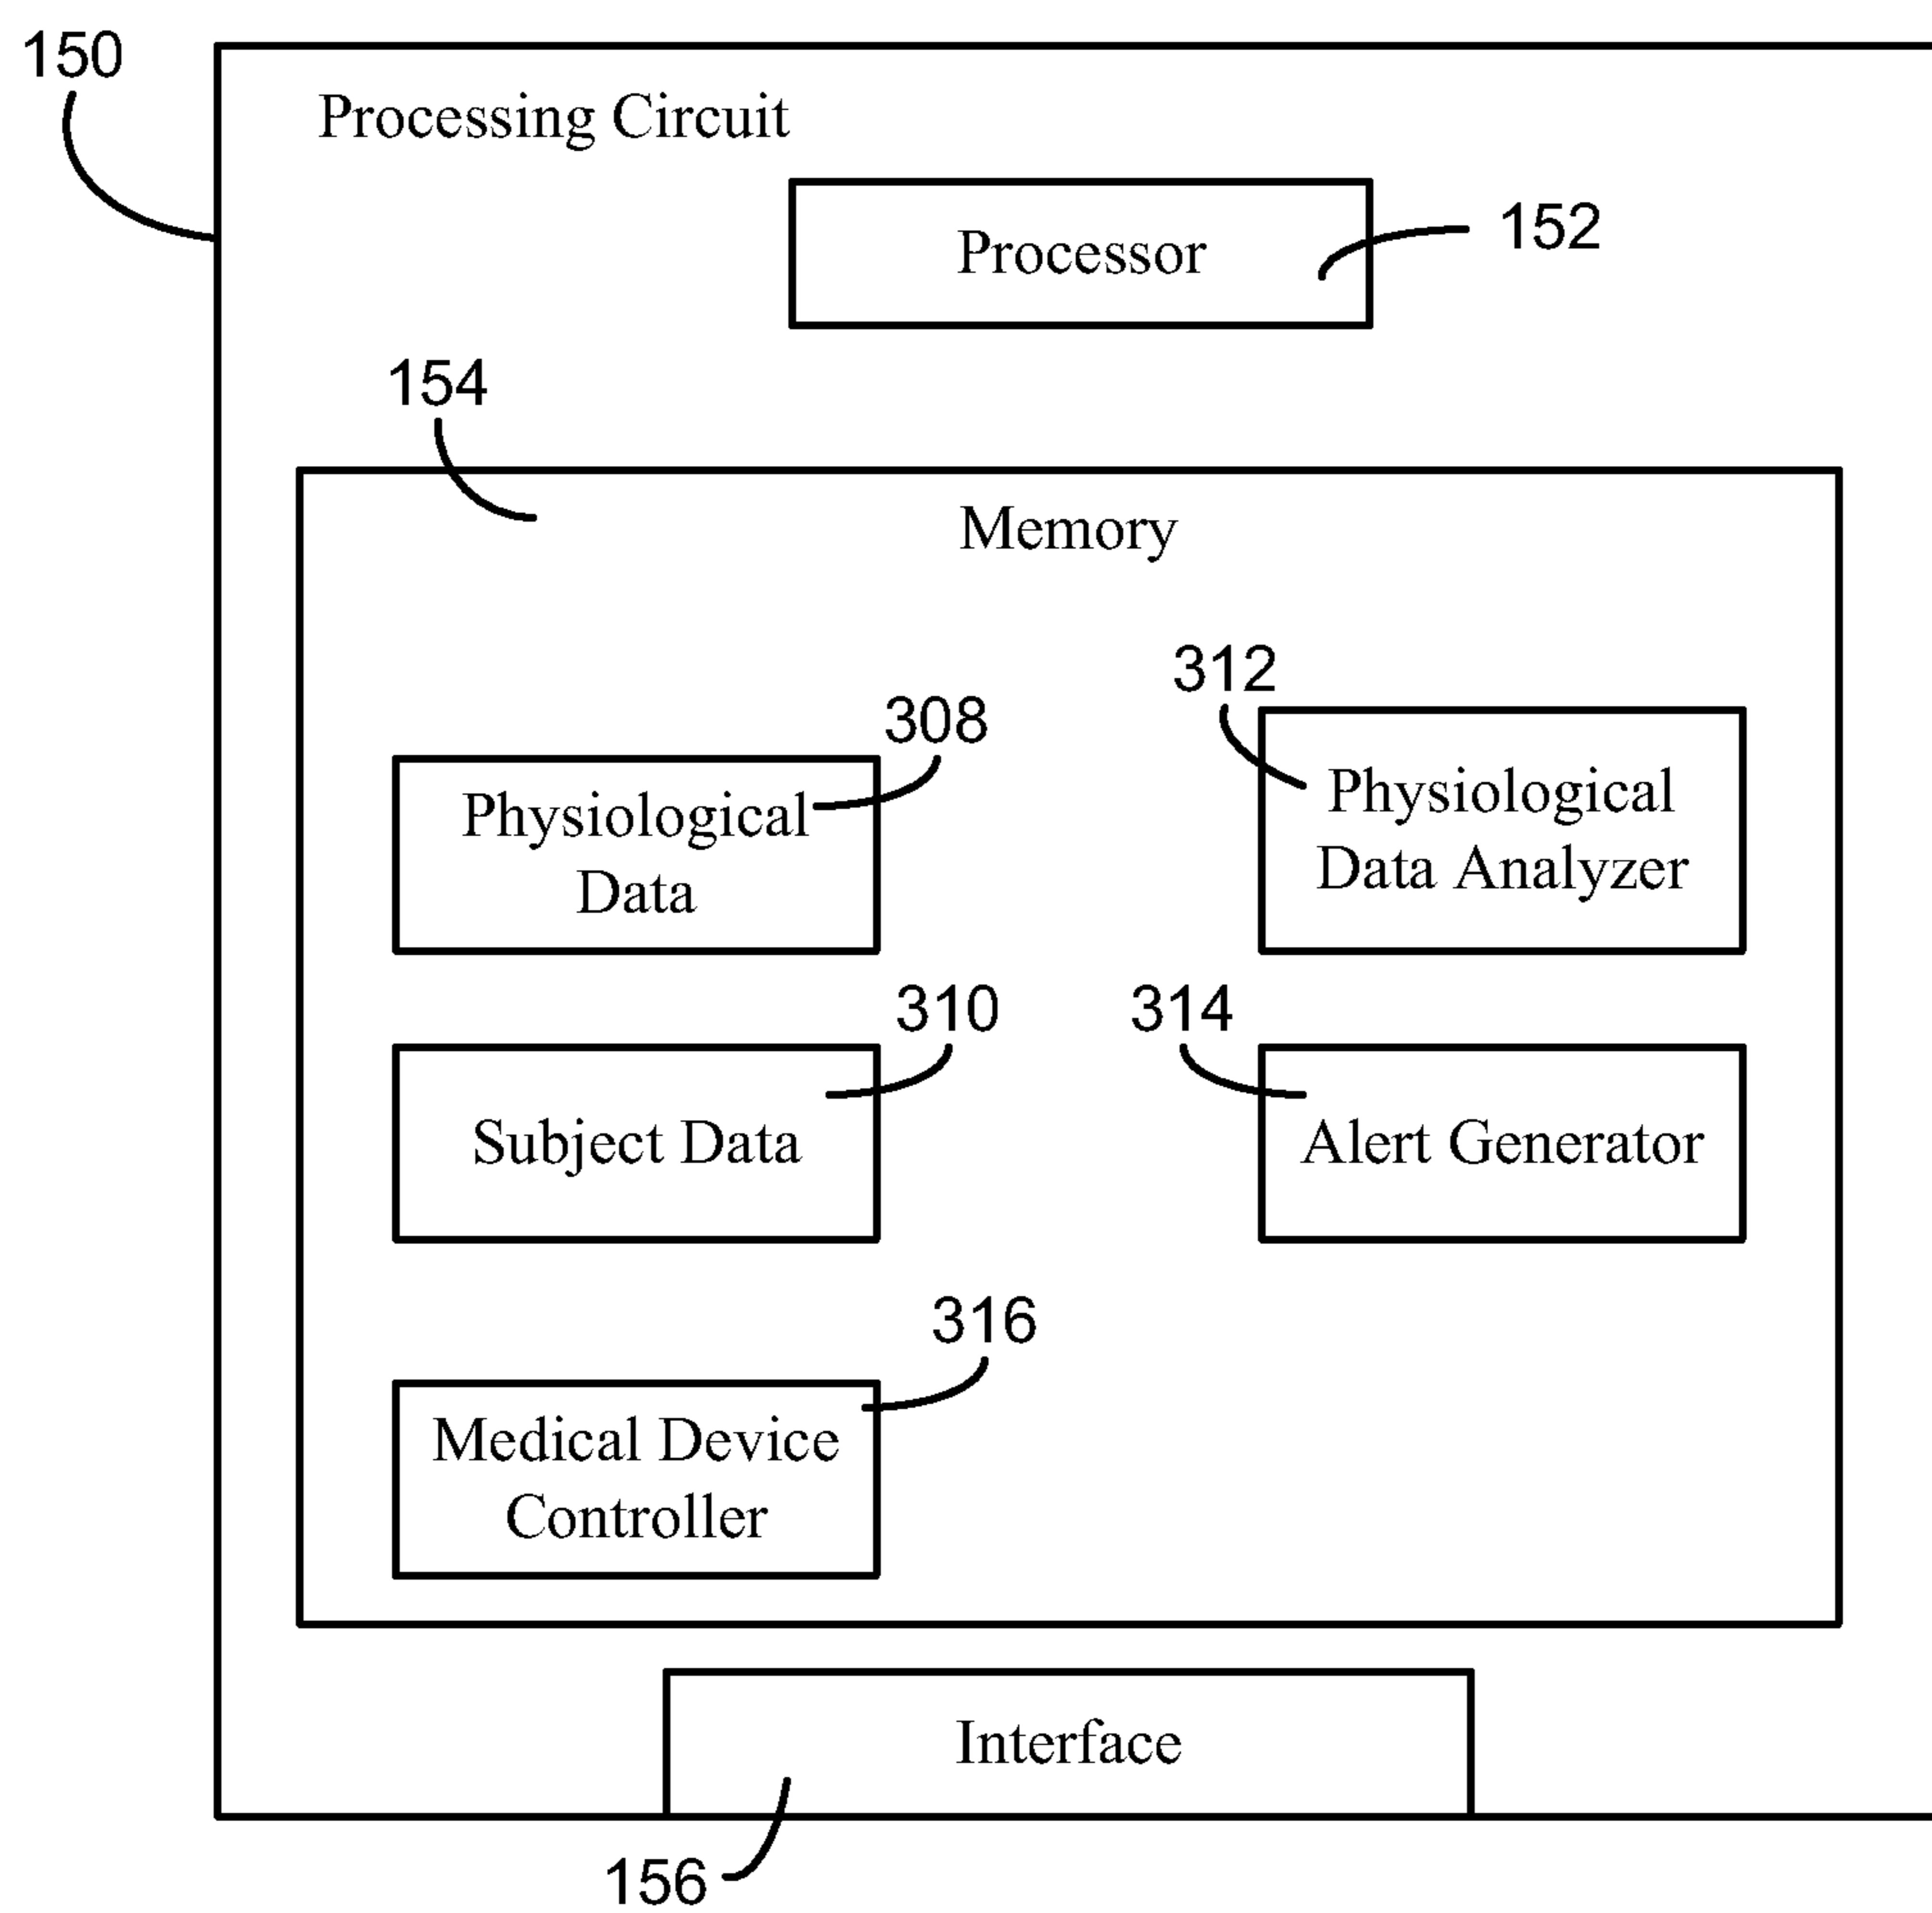 150
Processing Circuit
Processor
152
154
Memory
308
312
Physiological
Data
Physiological
Data Analyzer
310
314
Subject Data
Alert Generator
316
Medical Device
Controller
Interface
156